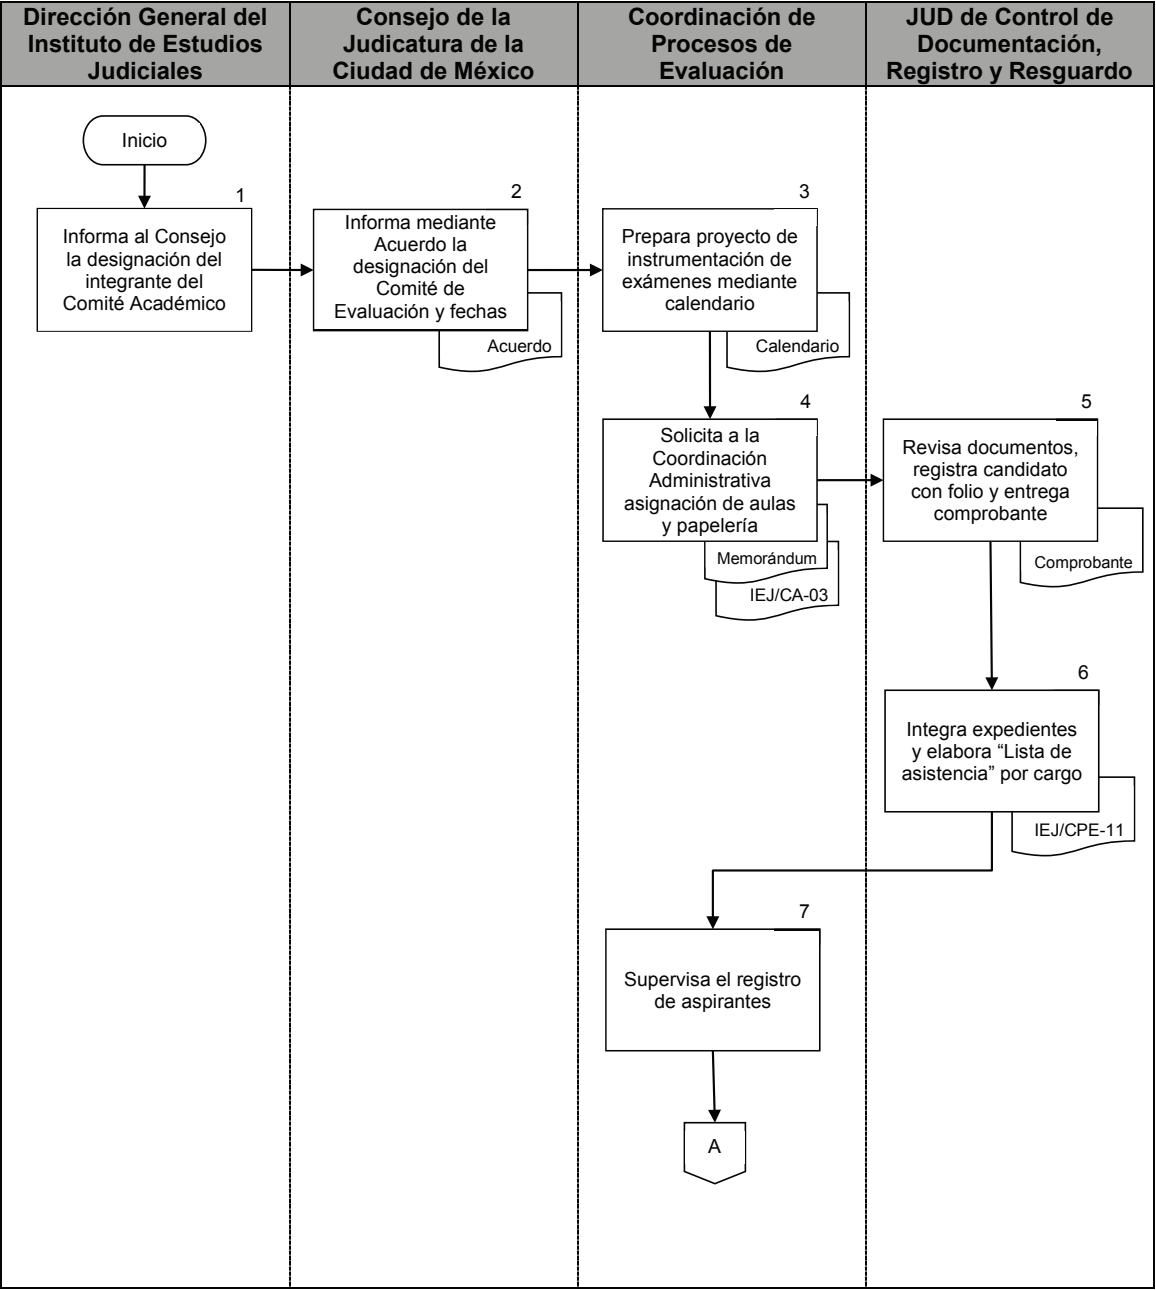 Dirección General del
Instituto de Estudios
Judiciales
Consejo de la
Judicatura de la
Ciudad de México
Coordinación de
Procesos de
Evaluación
JUD de Control de
Documentación,
Registro y Resguardo
Inicio
1
Informa al Consejo
la designación del
integrante del
Comité Académico
2
Informa mediante
Acuerdo la
designación del
Comité de
Evaluación y fechas
Acuerdo
3
Prepara proyecto de
instrumentación de
exámenes mediante
calendario
Calendario
4
Solicita a la
Coordinación
Administrativa
asignación de aulas
y papelería
Memorándum
IEJ/CA-03
5
Revisa documentos,
registra candidato
con folio y entrega
comprobante
Comprobante
6
Integra expedientes
y elabora “Lista de
asistencia” por cargo
IEJ/CPE-11
7
Supervisa el registro
de aspirantes
A